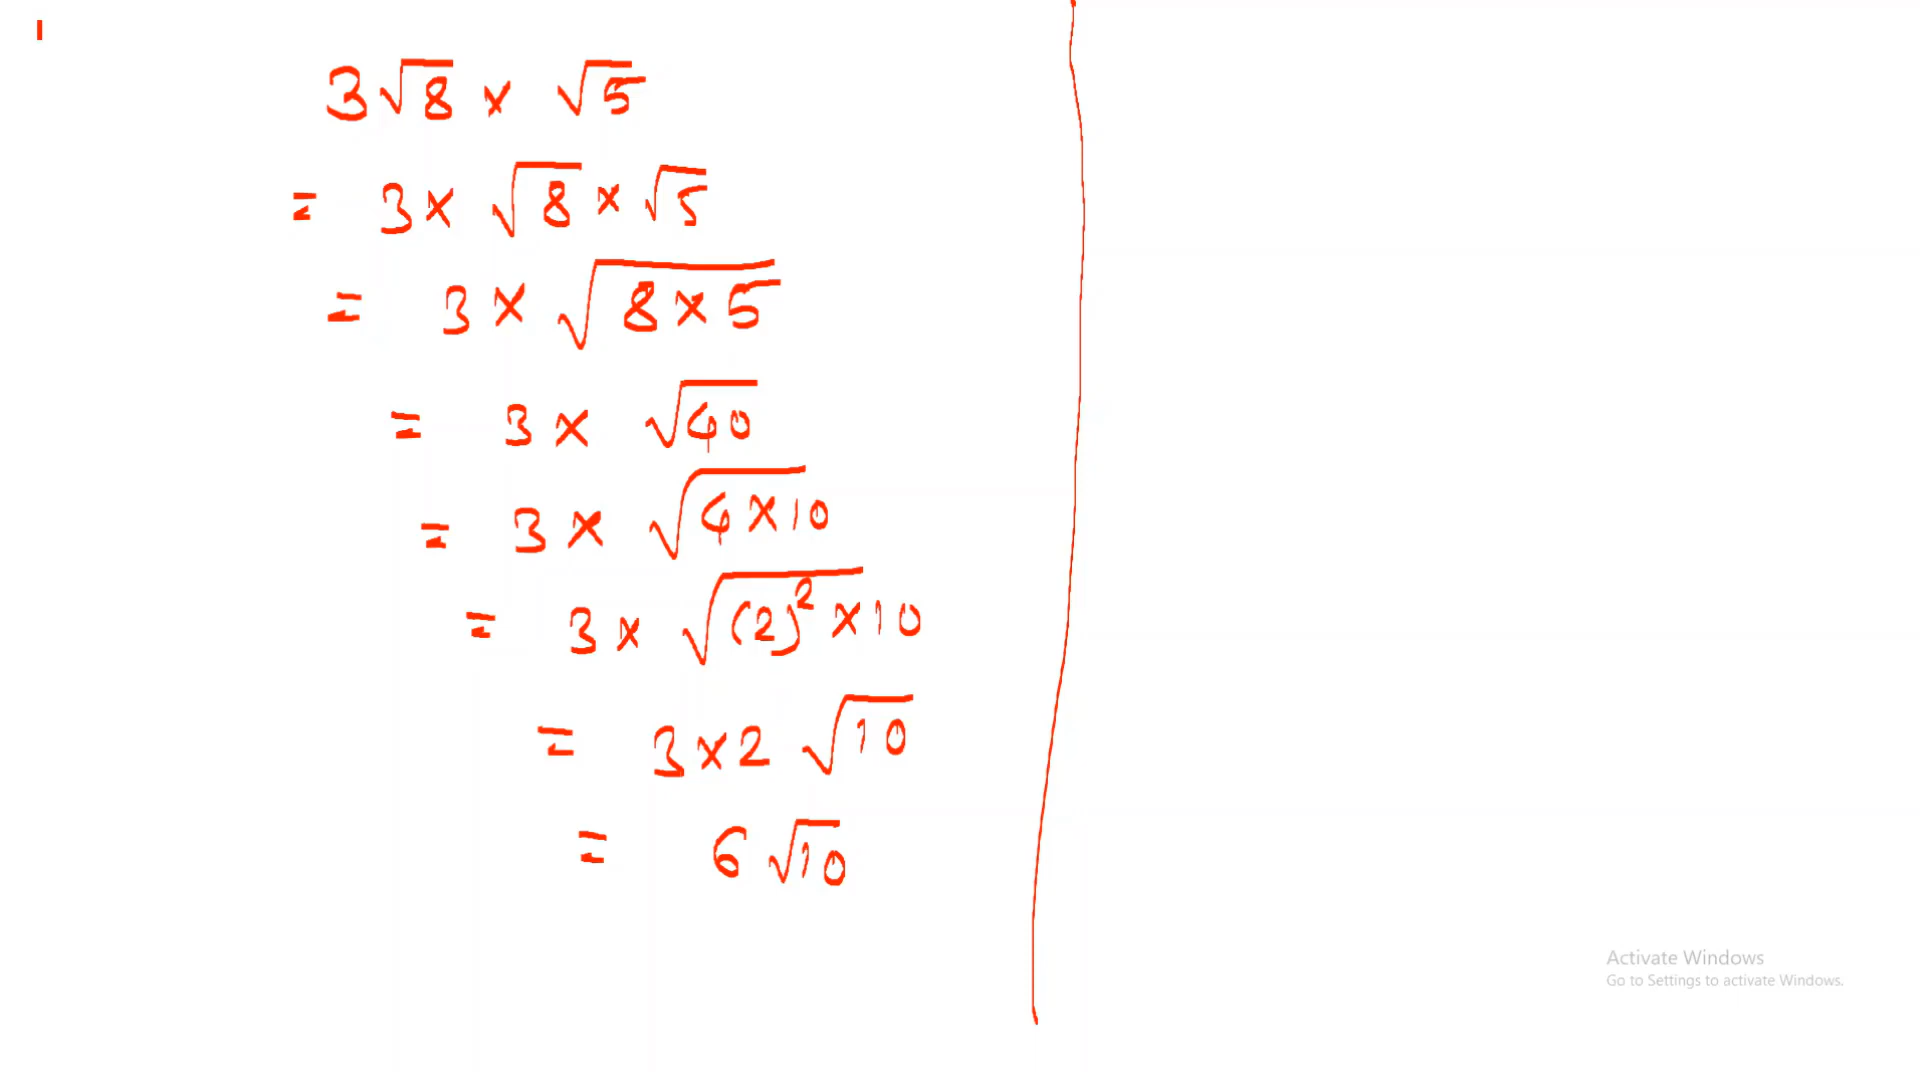 3√8 × √5
= 3 × √8 × √5
= 3 × √8 × 5
= 3 × √40
= 3 × √4 × 10
= 3 × √(2)² × 10
= 3 × 2 √10
= 6 √10
Activate Windows
Go to Settings to activate Windows.